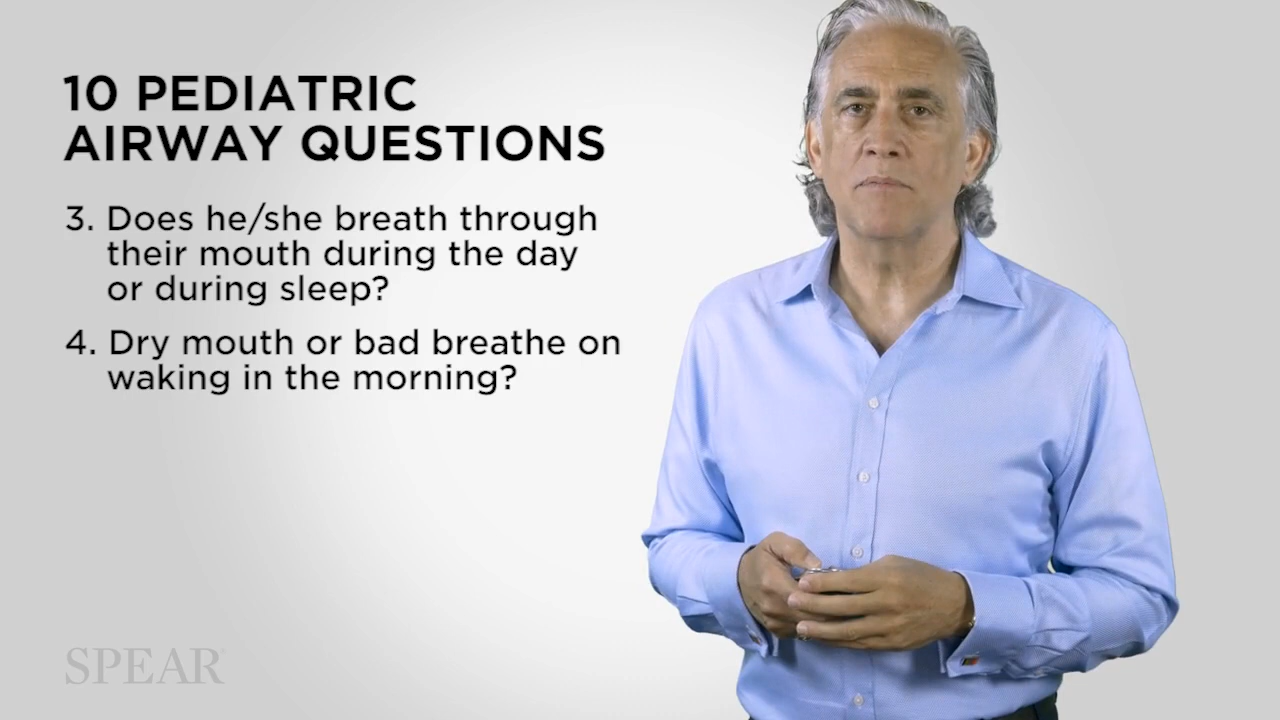 10 PEDIATRIC
AIRWAY QUESTIONS
3. Does he/she breath through
their mouth during the day
or during sleep?
4. Dry mouth or bad breathe on
waking in the morning?
SPEAR